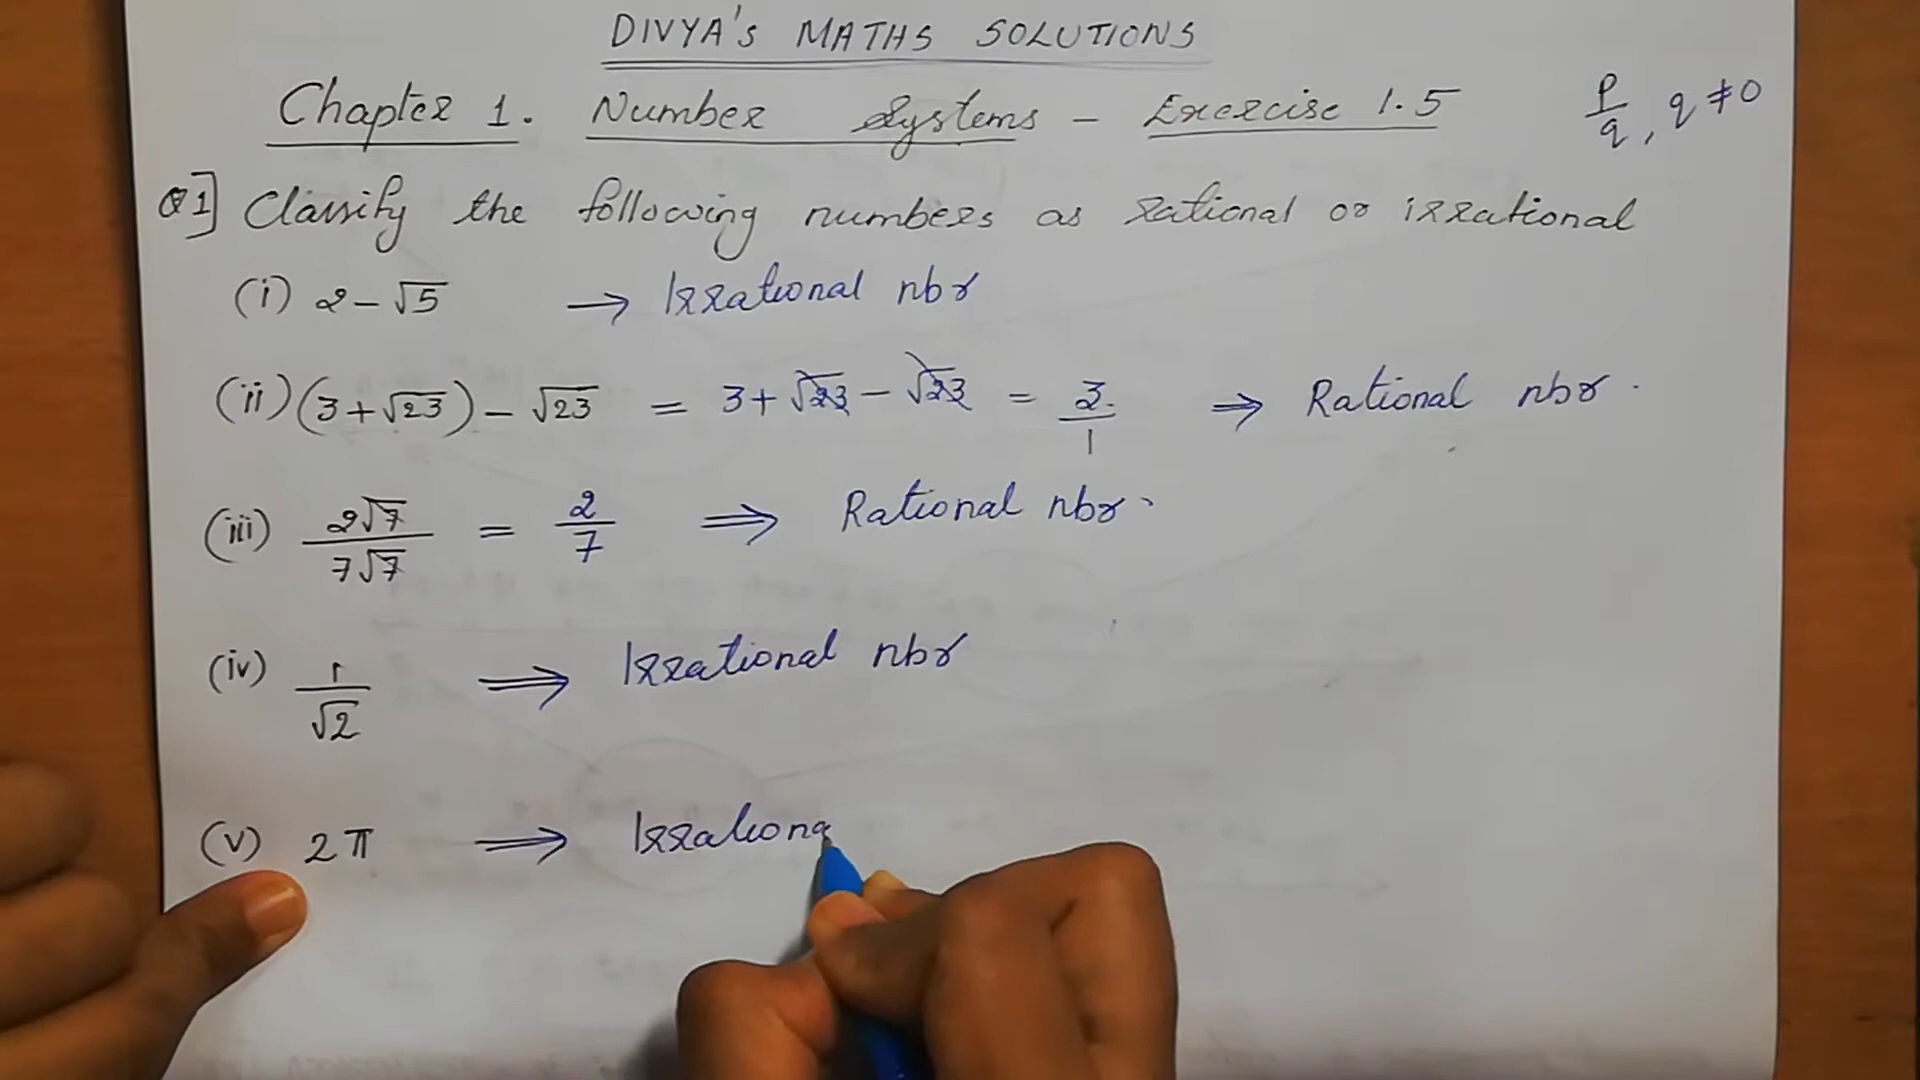 DIVYA's MATHS SOLUTIONS
Chapter 1. Number Systems - Exercise 1.5
p/q, q ≠ 0
Q1] Classify the following numbers as rational or irrational
(i) 2 - √5 → Irrational nbr
(ii) (3 + √23) - √23 = 3 + √23 - √23 = 3/1 ⇒ Rational nbr.
(iii) 2√7/7√7 = 2/7 ⇒ Rational nbr.
(iv) 1/√2 ⇒ Irrational nbr
(v) 2π ⇒ Irrationa